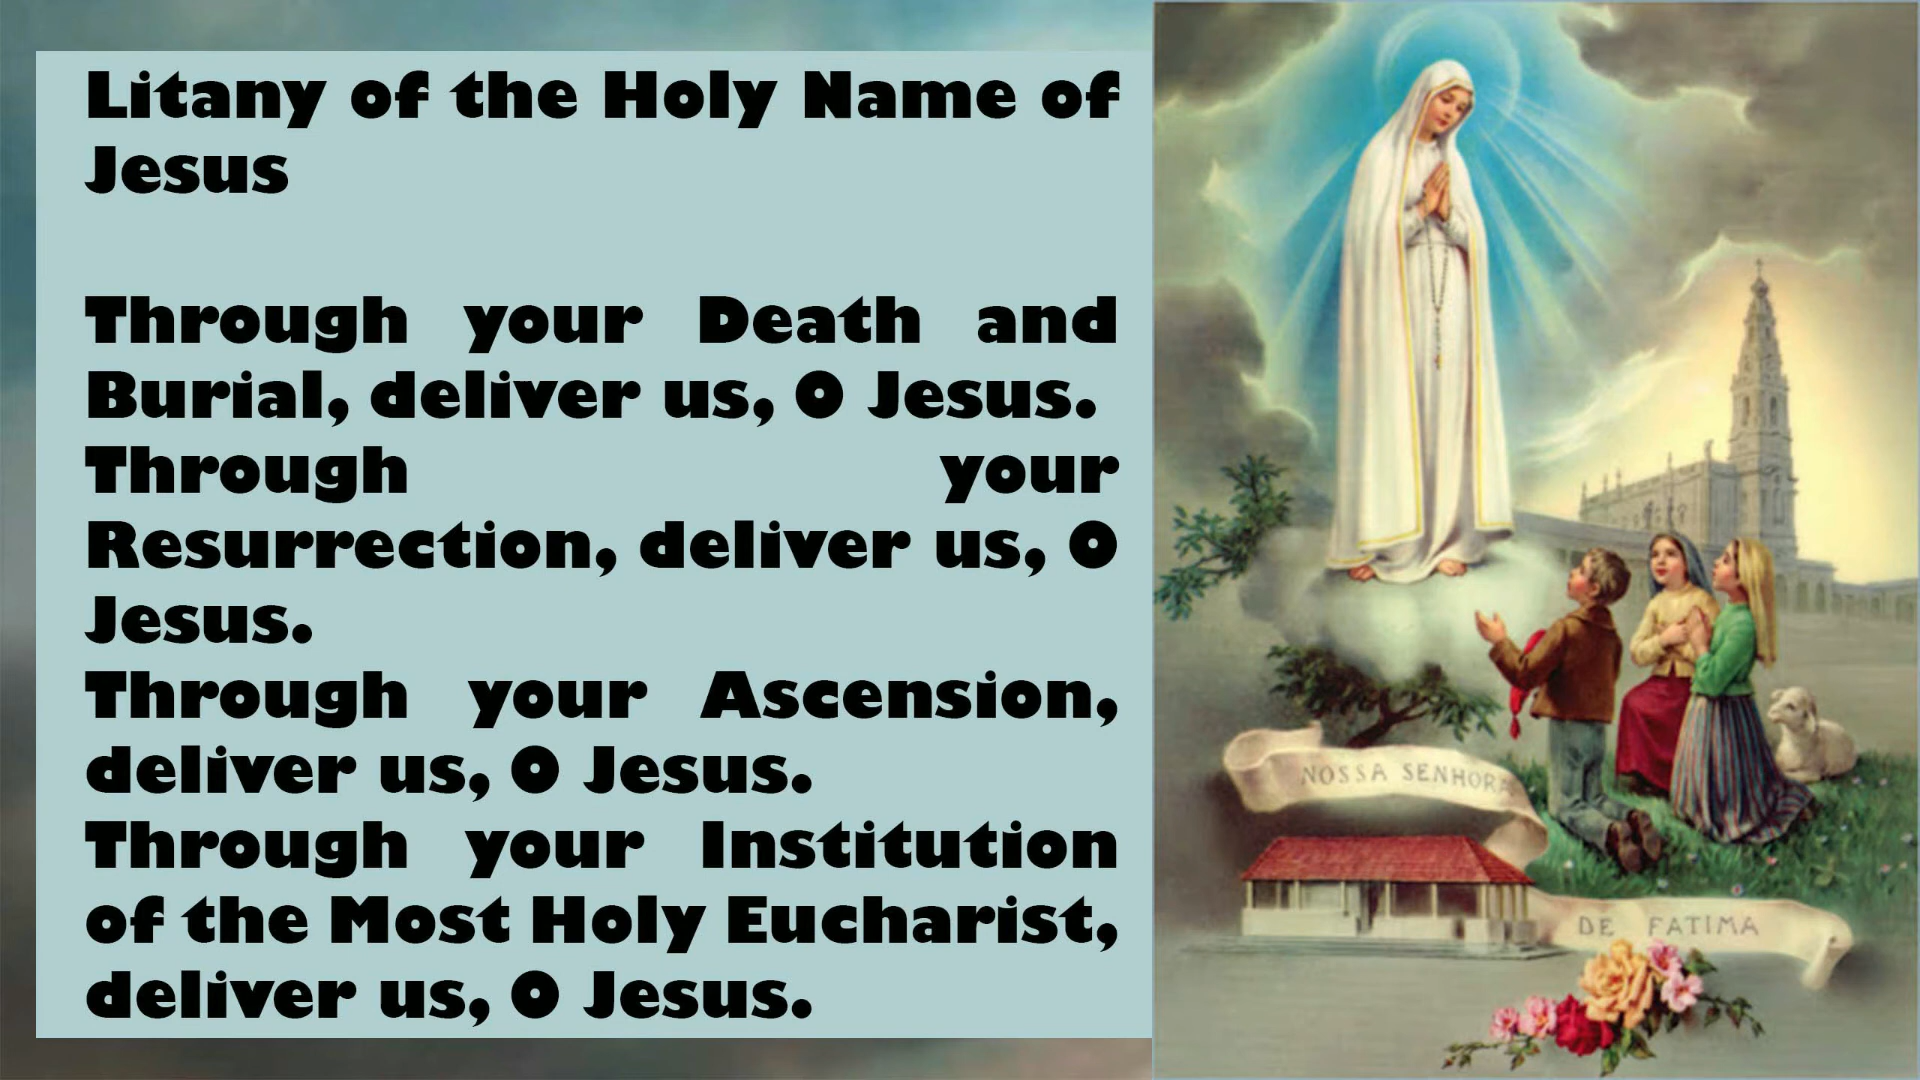 Litany of the Holy Name of
Jesus
Through your Death and
Burial, deliver us, O Jesus.
Through your
Resurrection, deliver us, O
Jesus.
Through your Ascension,
deliver us, O Jesus.
Through your Institution
of the Most Holy Eucharist,
deliver us, O Jesus.
NOSSA SENHORA
DE FATIMA